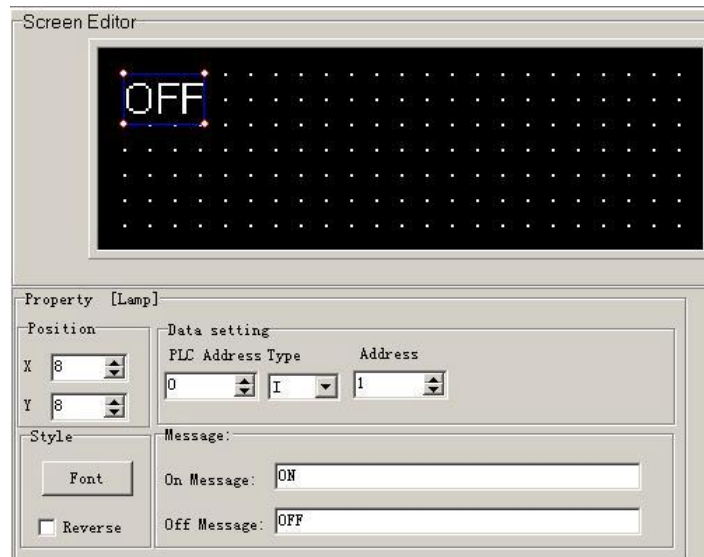 Screen Editor
OFF
Property [Lamp]
Position
X 8
Y 8
Data setting
PLC Address Type Address
0 I 1
Style
Font
Reverse
Message:
On Message: ON
Off Message: OFF